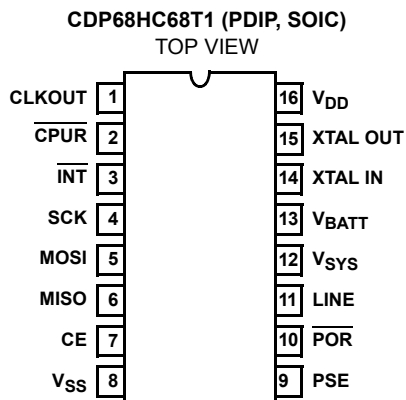 CDP68HC68T1 (PDIP, SOIC)
TOP VIEW
CLKOUT 1 16 VDD
CPUR 2 15 XTAL OUT
INT 3 14 XTAL IN
SCK 4 13 VBATT
MOSI 5 12 VSYS
MISO 6 11 LINE
CE 7 10 POR
VSS 8 9 PSE